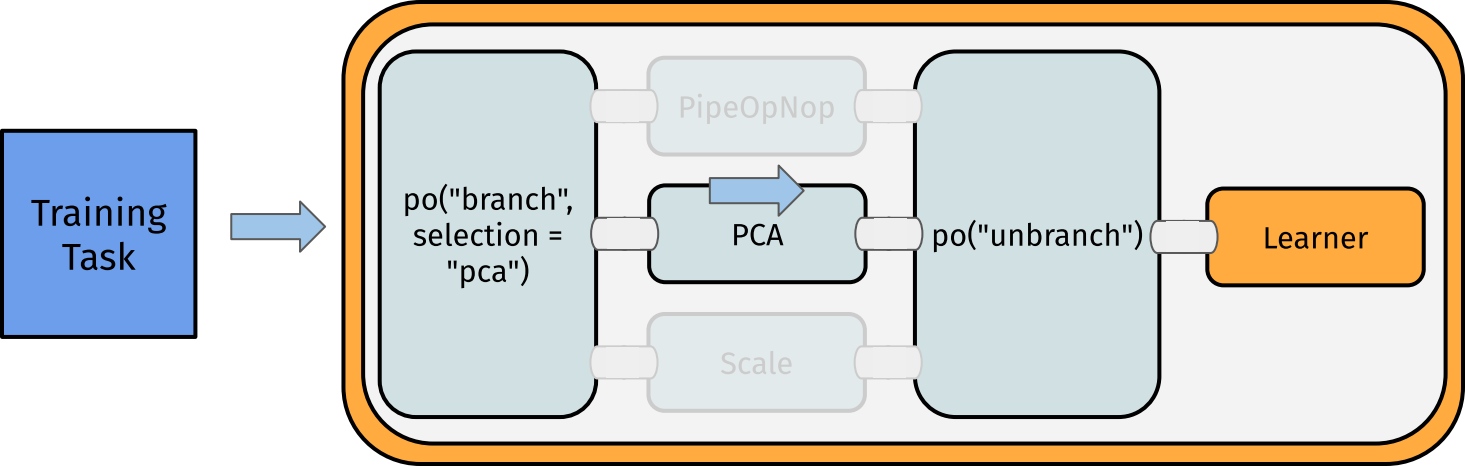 Training
Task
po("branch",
selection =
"pca")
PipeOpNop
PCA
Scale
po("unbranch")
Learner